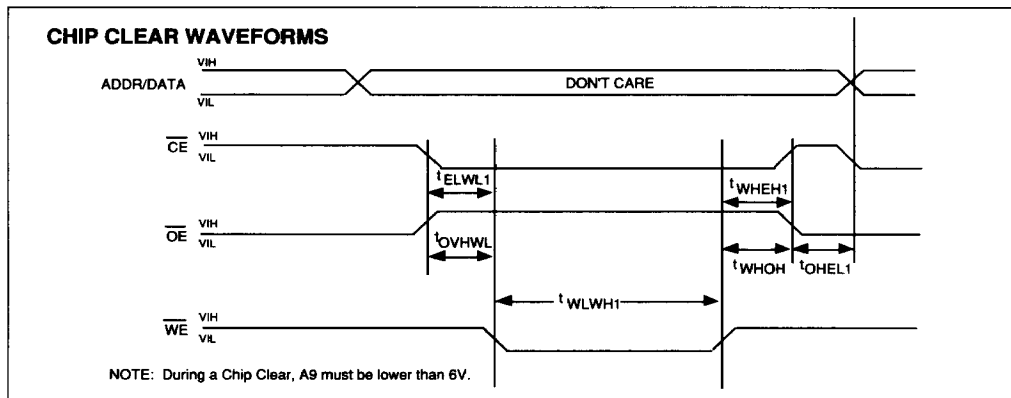 CHIP CLEAR WAVEFORMS
ADDR/DATA
VIH
VIL
DON'T CARE
CE
VIH
VIL
tELWL1
tWHEH1
OE
VIH
VIL
tOVHWL
tWHOH
tOHEL1
tWLWH1
WE
VIH
VIL
NOTE: During a Chip Clear, A9 must be lower than 6V.